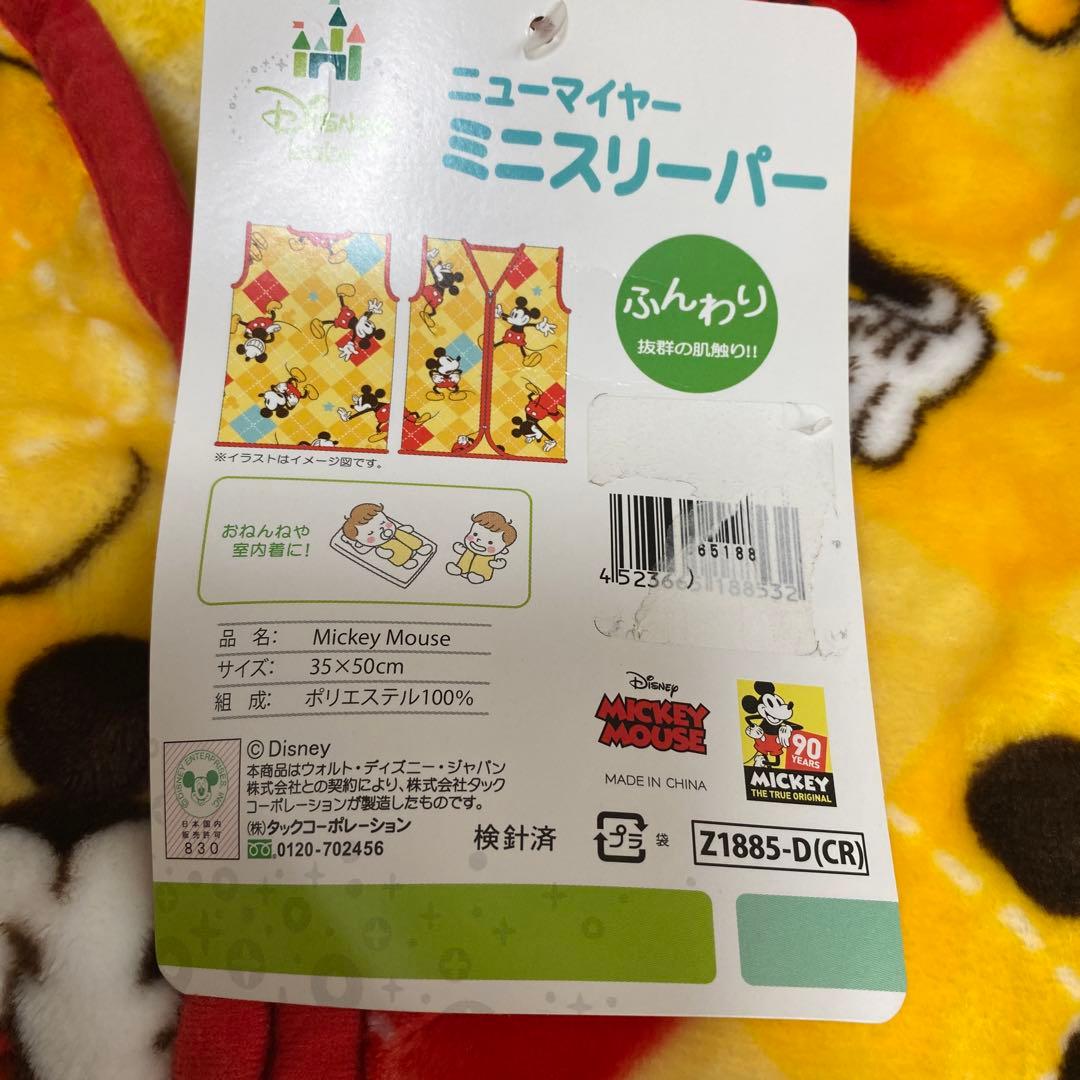 Disney
baby
ニューマイヤー
ミニスリーパー
ふんわり
抜群の肌触り!!
※イラストはイメージ図です。
おねんねや
室内着に!
65188
品 名: Mickey Mouse
サイズ: 35×50cm
組 成: ポリエステル100%
Disney
MICKEY
MOUSE
90
YEARS
MICKEY
THE TRUE ORIGINAL
MADE IN CHINA
©DISNEY ENTERPRISES, INC.
日本国内
販売許可
830
© Disney
本商品はウォルト・ディズニー・ジャパン
株式会社との契約により、株式会社タック
コーポレーションが製造したものです。
(株)タックコーポレーション
0120-702456
検針済
プラ
袋
Z1885-D(CR)